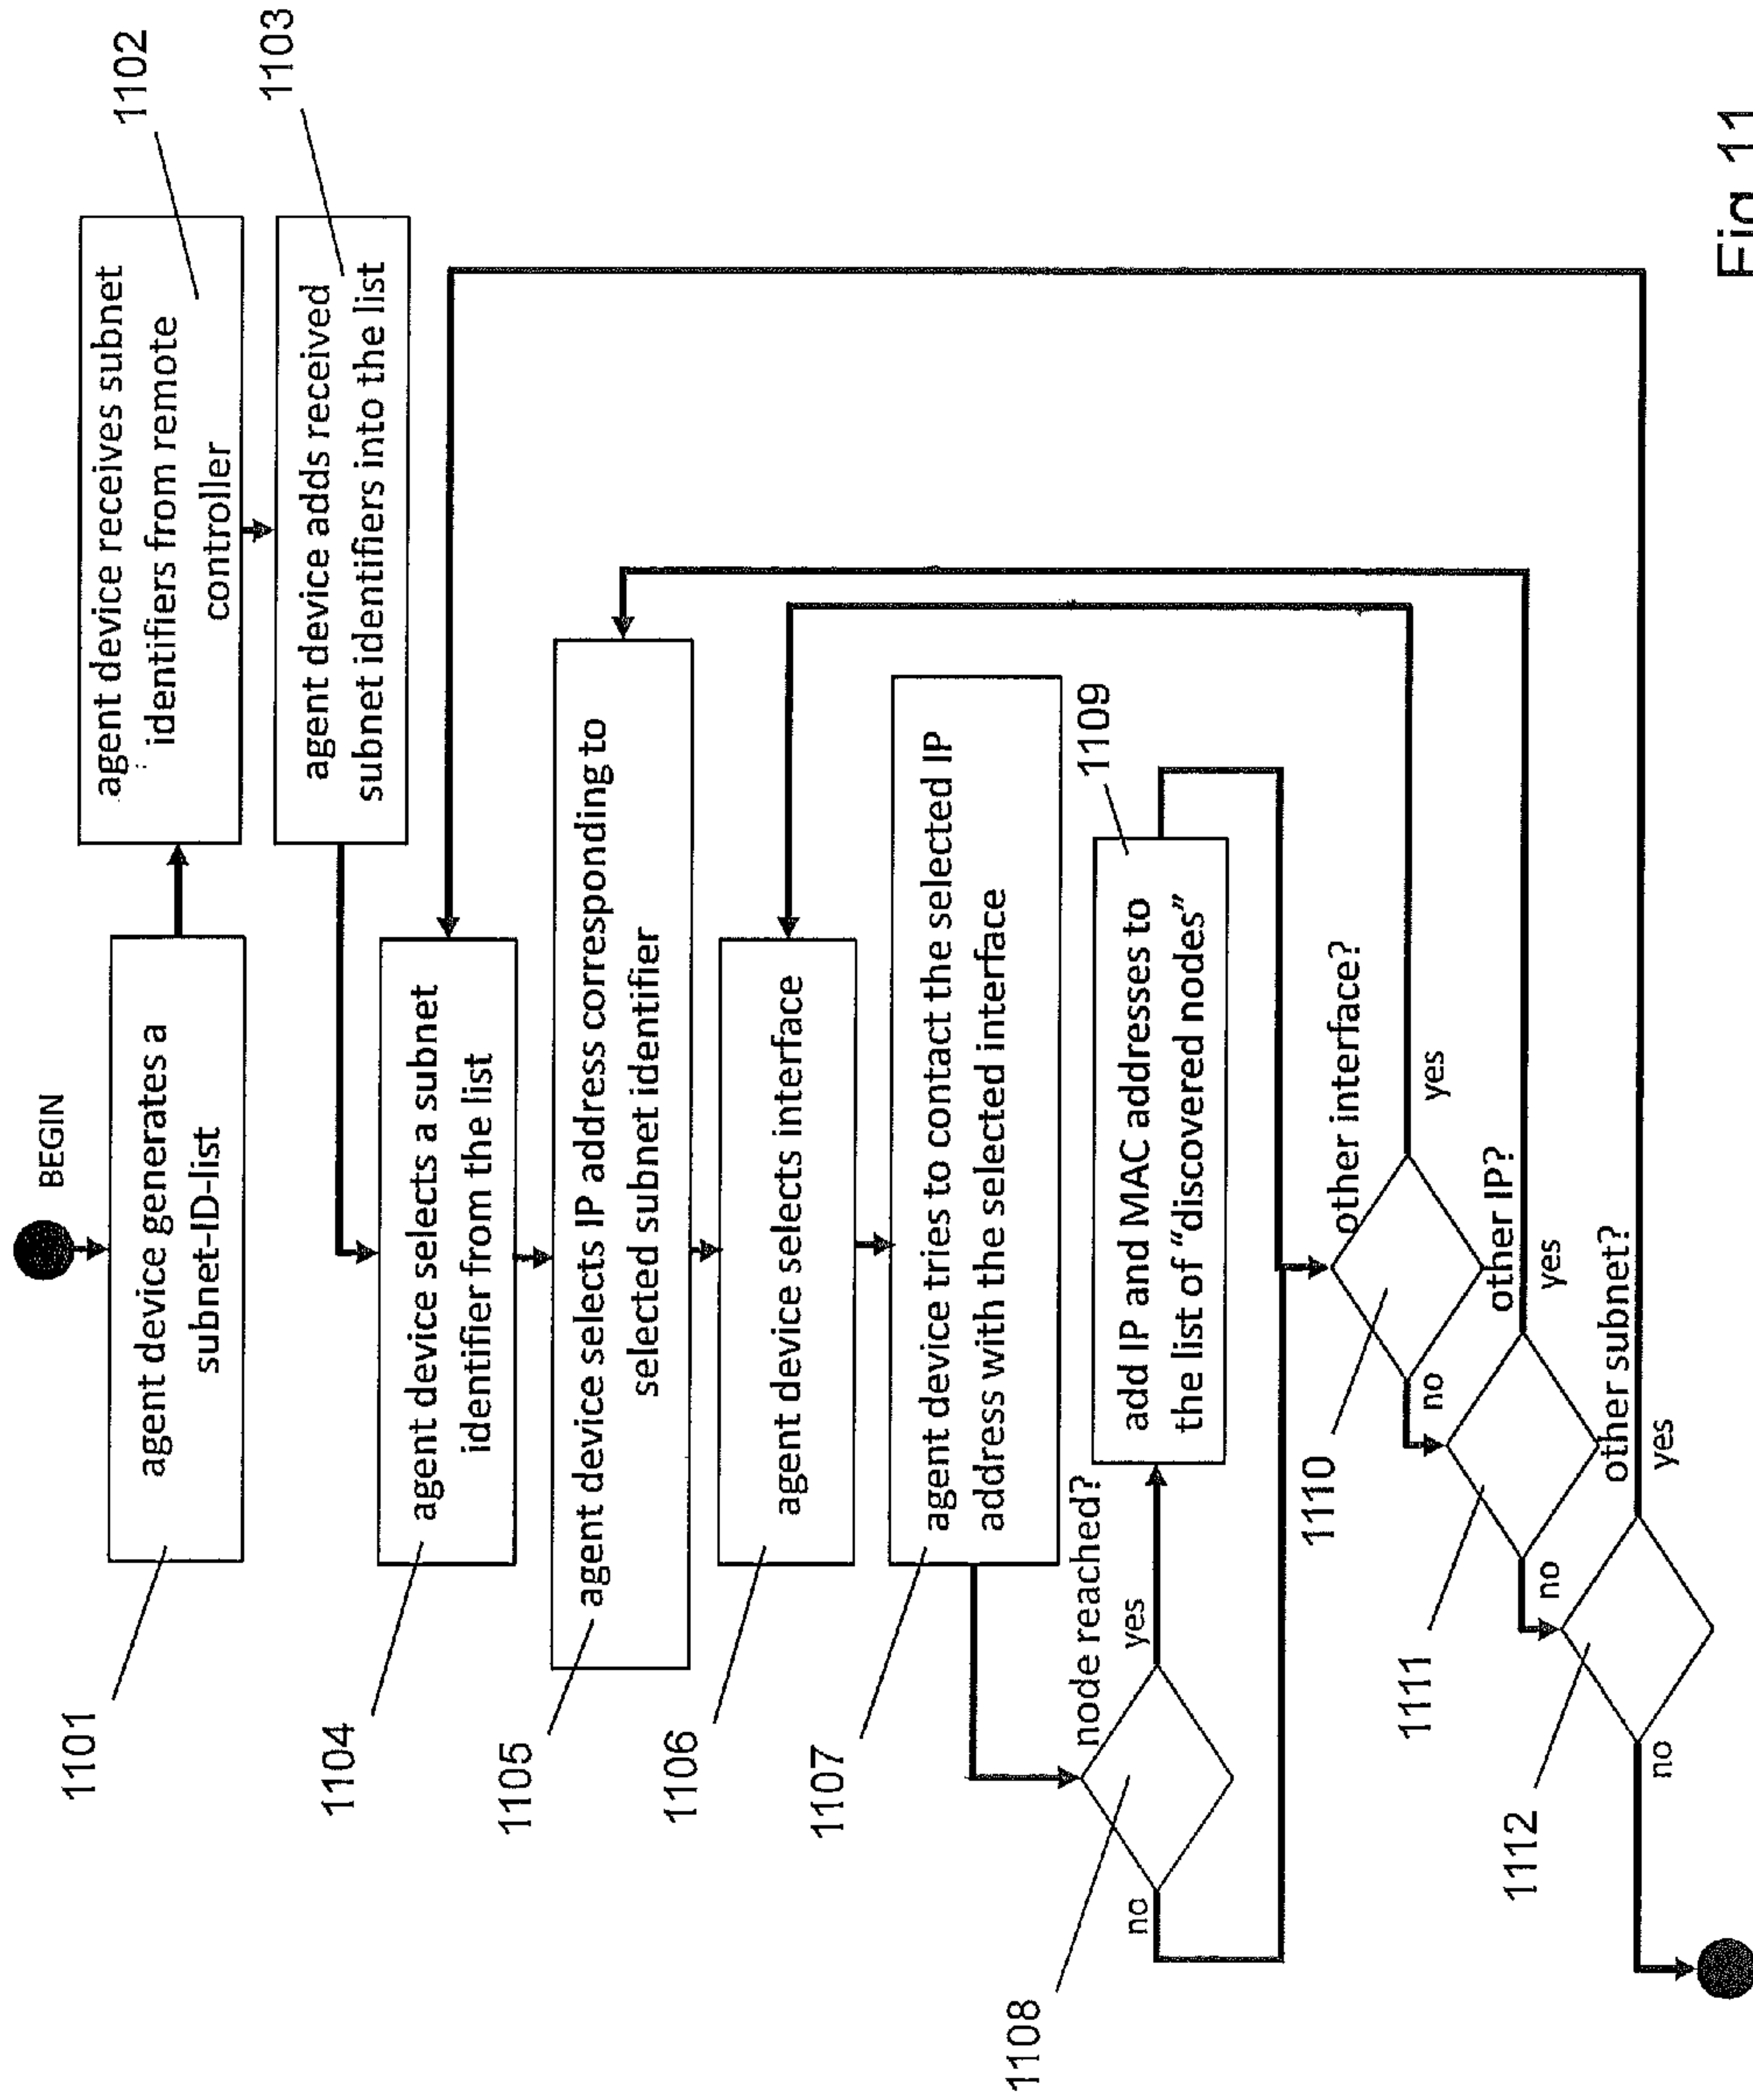 BEGIN
agent device generates a
subnet-ID-list
1101
agent device receives subnet
identifiers from remote
controller
1102
agent device adds received
subnet identifiers into the list
1103
agent device selects a subnet
identifier from the list
1104
agent device selects IP address corresponding to
selected subnet identifier
1105
agent device selects interface
1106
agent device tries to contact the selected IP
address with the selected interface
1107
node reached?
yes
no
1108
add IP and MAC addresses to
the list of “discovered nodes”
1109
other interface?
yes
no
1110
other IP?
yes
no
1111
other subnet?
yes
no
1112
Fig. 11